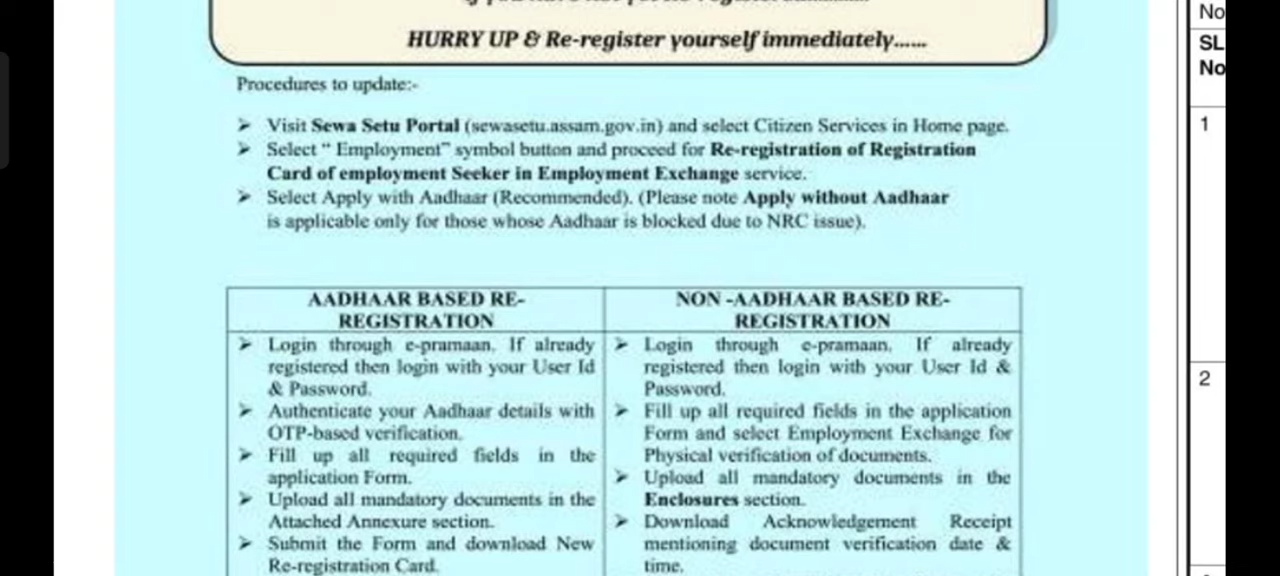 HURRY UP & Re-register yourself immediately......
Procedures to update:-
➢ Visit Sewa Setu Portal (sewasetu.assam.gov.in) and select Citizen Services in Home page.
➢ Select “ Employment” symbol button and proceed for Re-registration of Registration
Card of employment Seeker in Employment Exchange service.
➢ Select Apply with Aadhaar (Recommended). (Please note Apply without Aadhaar
is applicable only for those whose Aadhaar is blocked due to NRC issue).
AADHAAR BASED RE-
REGISTRATION
➢ Login through e-pramaan. If already
registered then login with your User Id
& Password.
➢ Authenticate your Aadhaar details with
OTP-based verification.
➢ Fill up all required fields in the
application Form.
➢ Upload all mandatory documents in the
Attached Annexure section.
➢ Submit the Form and download New
Re-registration Card.
NON -AADHAAR BASED RE-
REGISTRATION
➢ Login through e-pramaan. If already
registered then login with your User Id &
Password.
➢ Fill up all required fields in the application
Form and select Employment Exchange for
Physical verification of documents.
➢ Upload all mandatory documents in the
Enclosures section.
➢ Download Acknowledgement Receipt
mentioning document verification date &
time.
No
SL
No
1
2